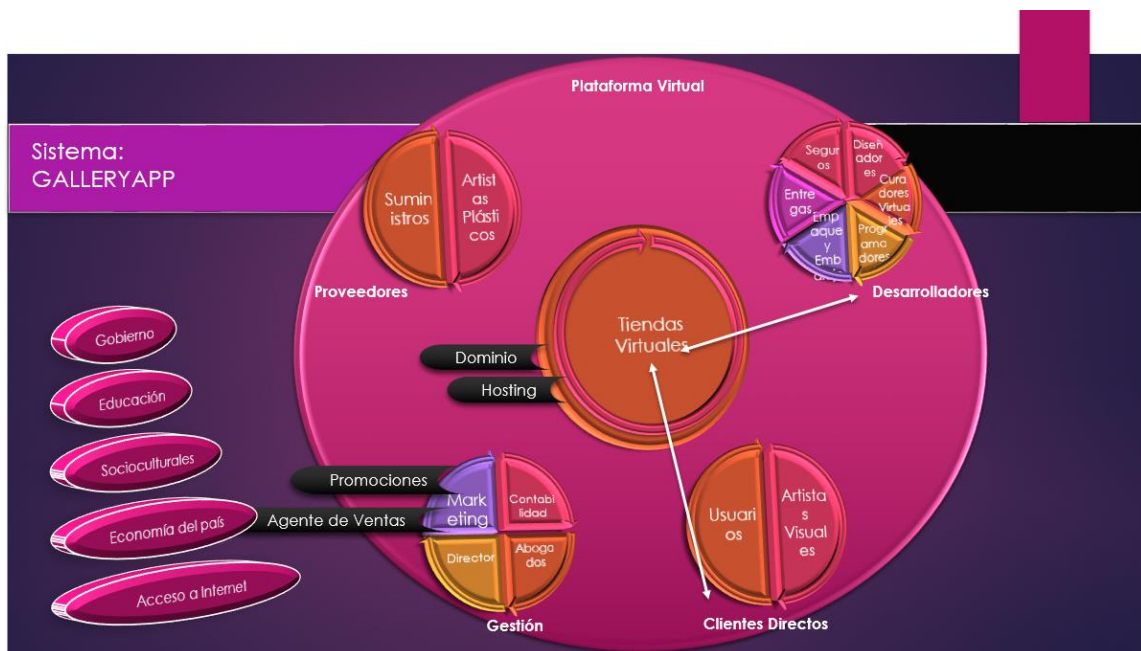 Plataforma Virtual
Sistema:
GALLERYAPP
Sumin
istros
Artist
as
Plásti
cos
Proveedores
Segur
os
Diseñ
ador
es
Cura
dores
Virtua
les
Progr
ama
dores
Emp
aque
y
Emb
Entre
gas
Desarrolladores
Tiendas
Virtuales
Dominio
Hosting
Gobierno
Educación
Socioculturales
Economía del país
Acceso a Internet
Promociones
Agente de Ventas
Mark
eting
Contabi
lidad
Director
Aboga
dos
Gestión
Usuari
os
Artista
s
Visual
es
Clientes Directos